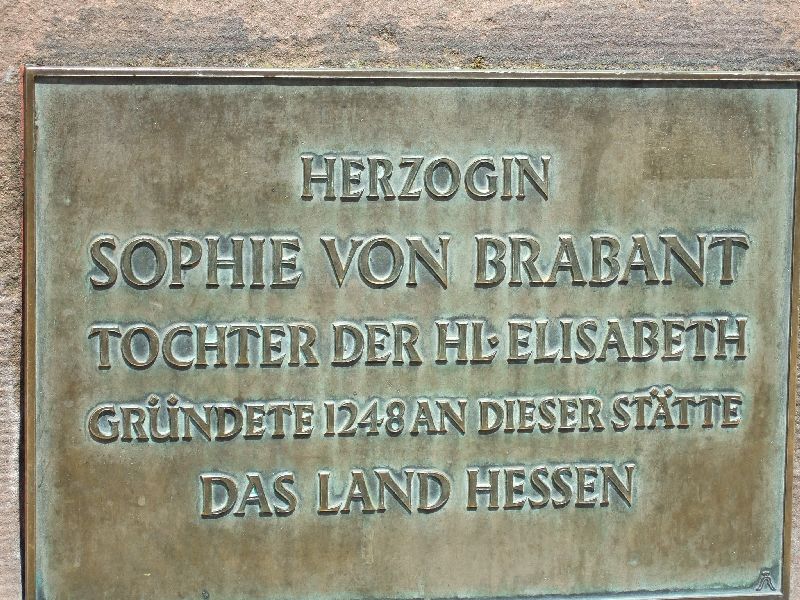 HERZOGIN
SOPHIE VON BRABANT
TOCHTER DER HL·ELISABETH
GRÜNDETE 1248 AN DIESER STÄTTE
DAS LAND HESSEN